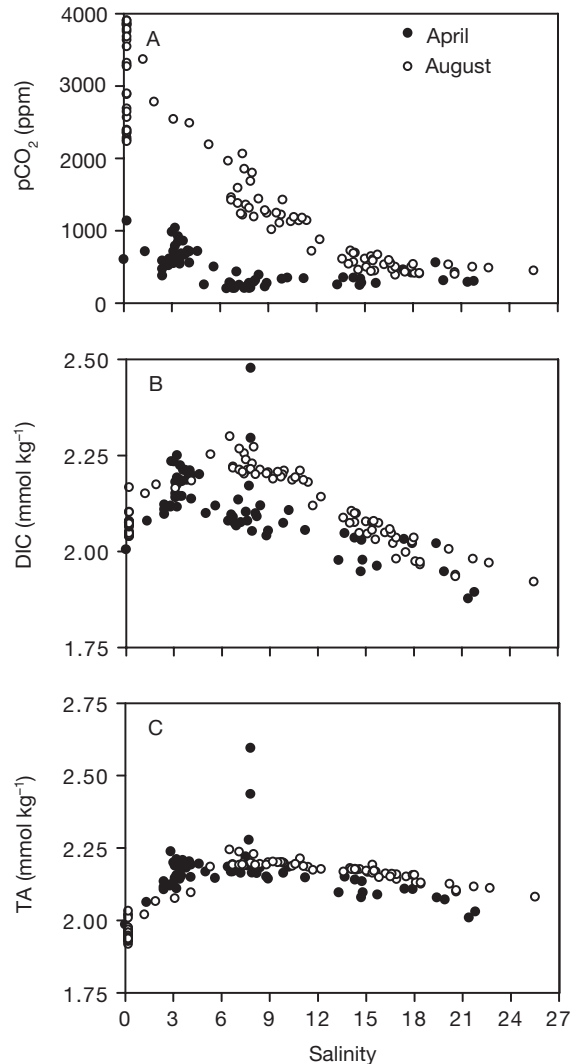 A
April
August
4000
3000
2000
1000
0
pCO₂ (ppm)
B
2.50
2.25
2.00
1.75
DIC (mmol kg⁻¹)
C
2.75
2.50
2.25
2.00
1.75
TA (mmol kg⁻¹)
0 3 6 9 12 15 18 21 24 27
Salinity